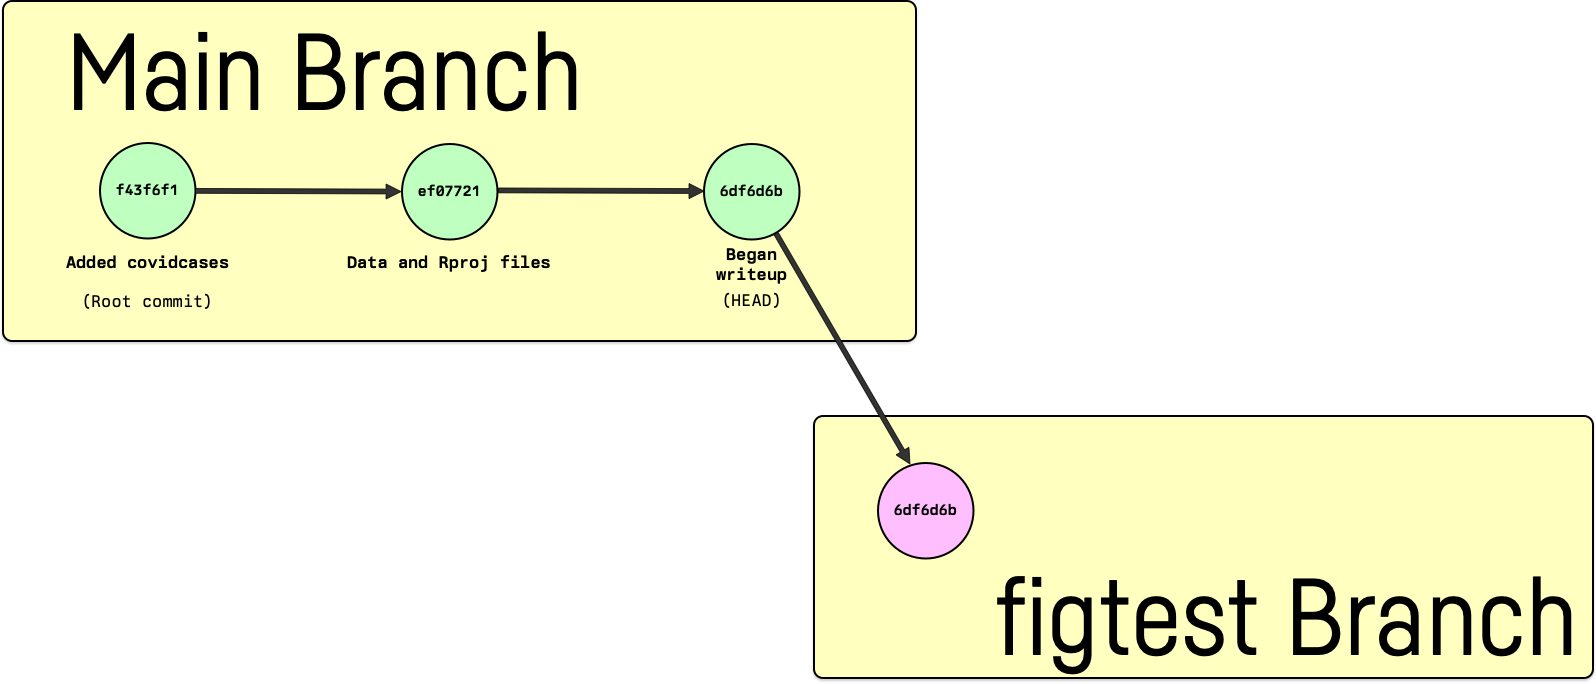 Main Branch
f43f6f1
ef07721
6df6d6b
Added covidcases
(Root commit)
Data and Rproj files
Began
writeup
(HEAD)
6df6d6b
figtest Branch